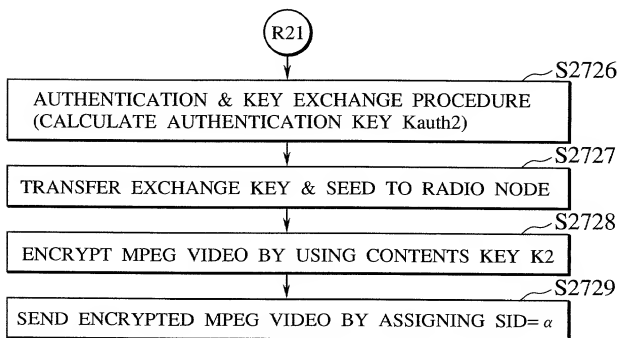 R21
S2726
AUTHENTICATION & KEY EXCHANGE PROCEDURE
(CALCULATE AUTHENTICATION KEY Kauth2)
S2727
TRANSFER EXCHANGE KEY & SEED TO RADIO NODE
S2728
ENCRYPT MPEG VIDEO BY USING CONTENTS KEY K2
S2729
SEND ENCRYPTED MPEG VIDEO BY ASSIGNING SID=α